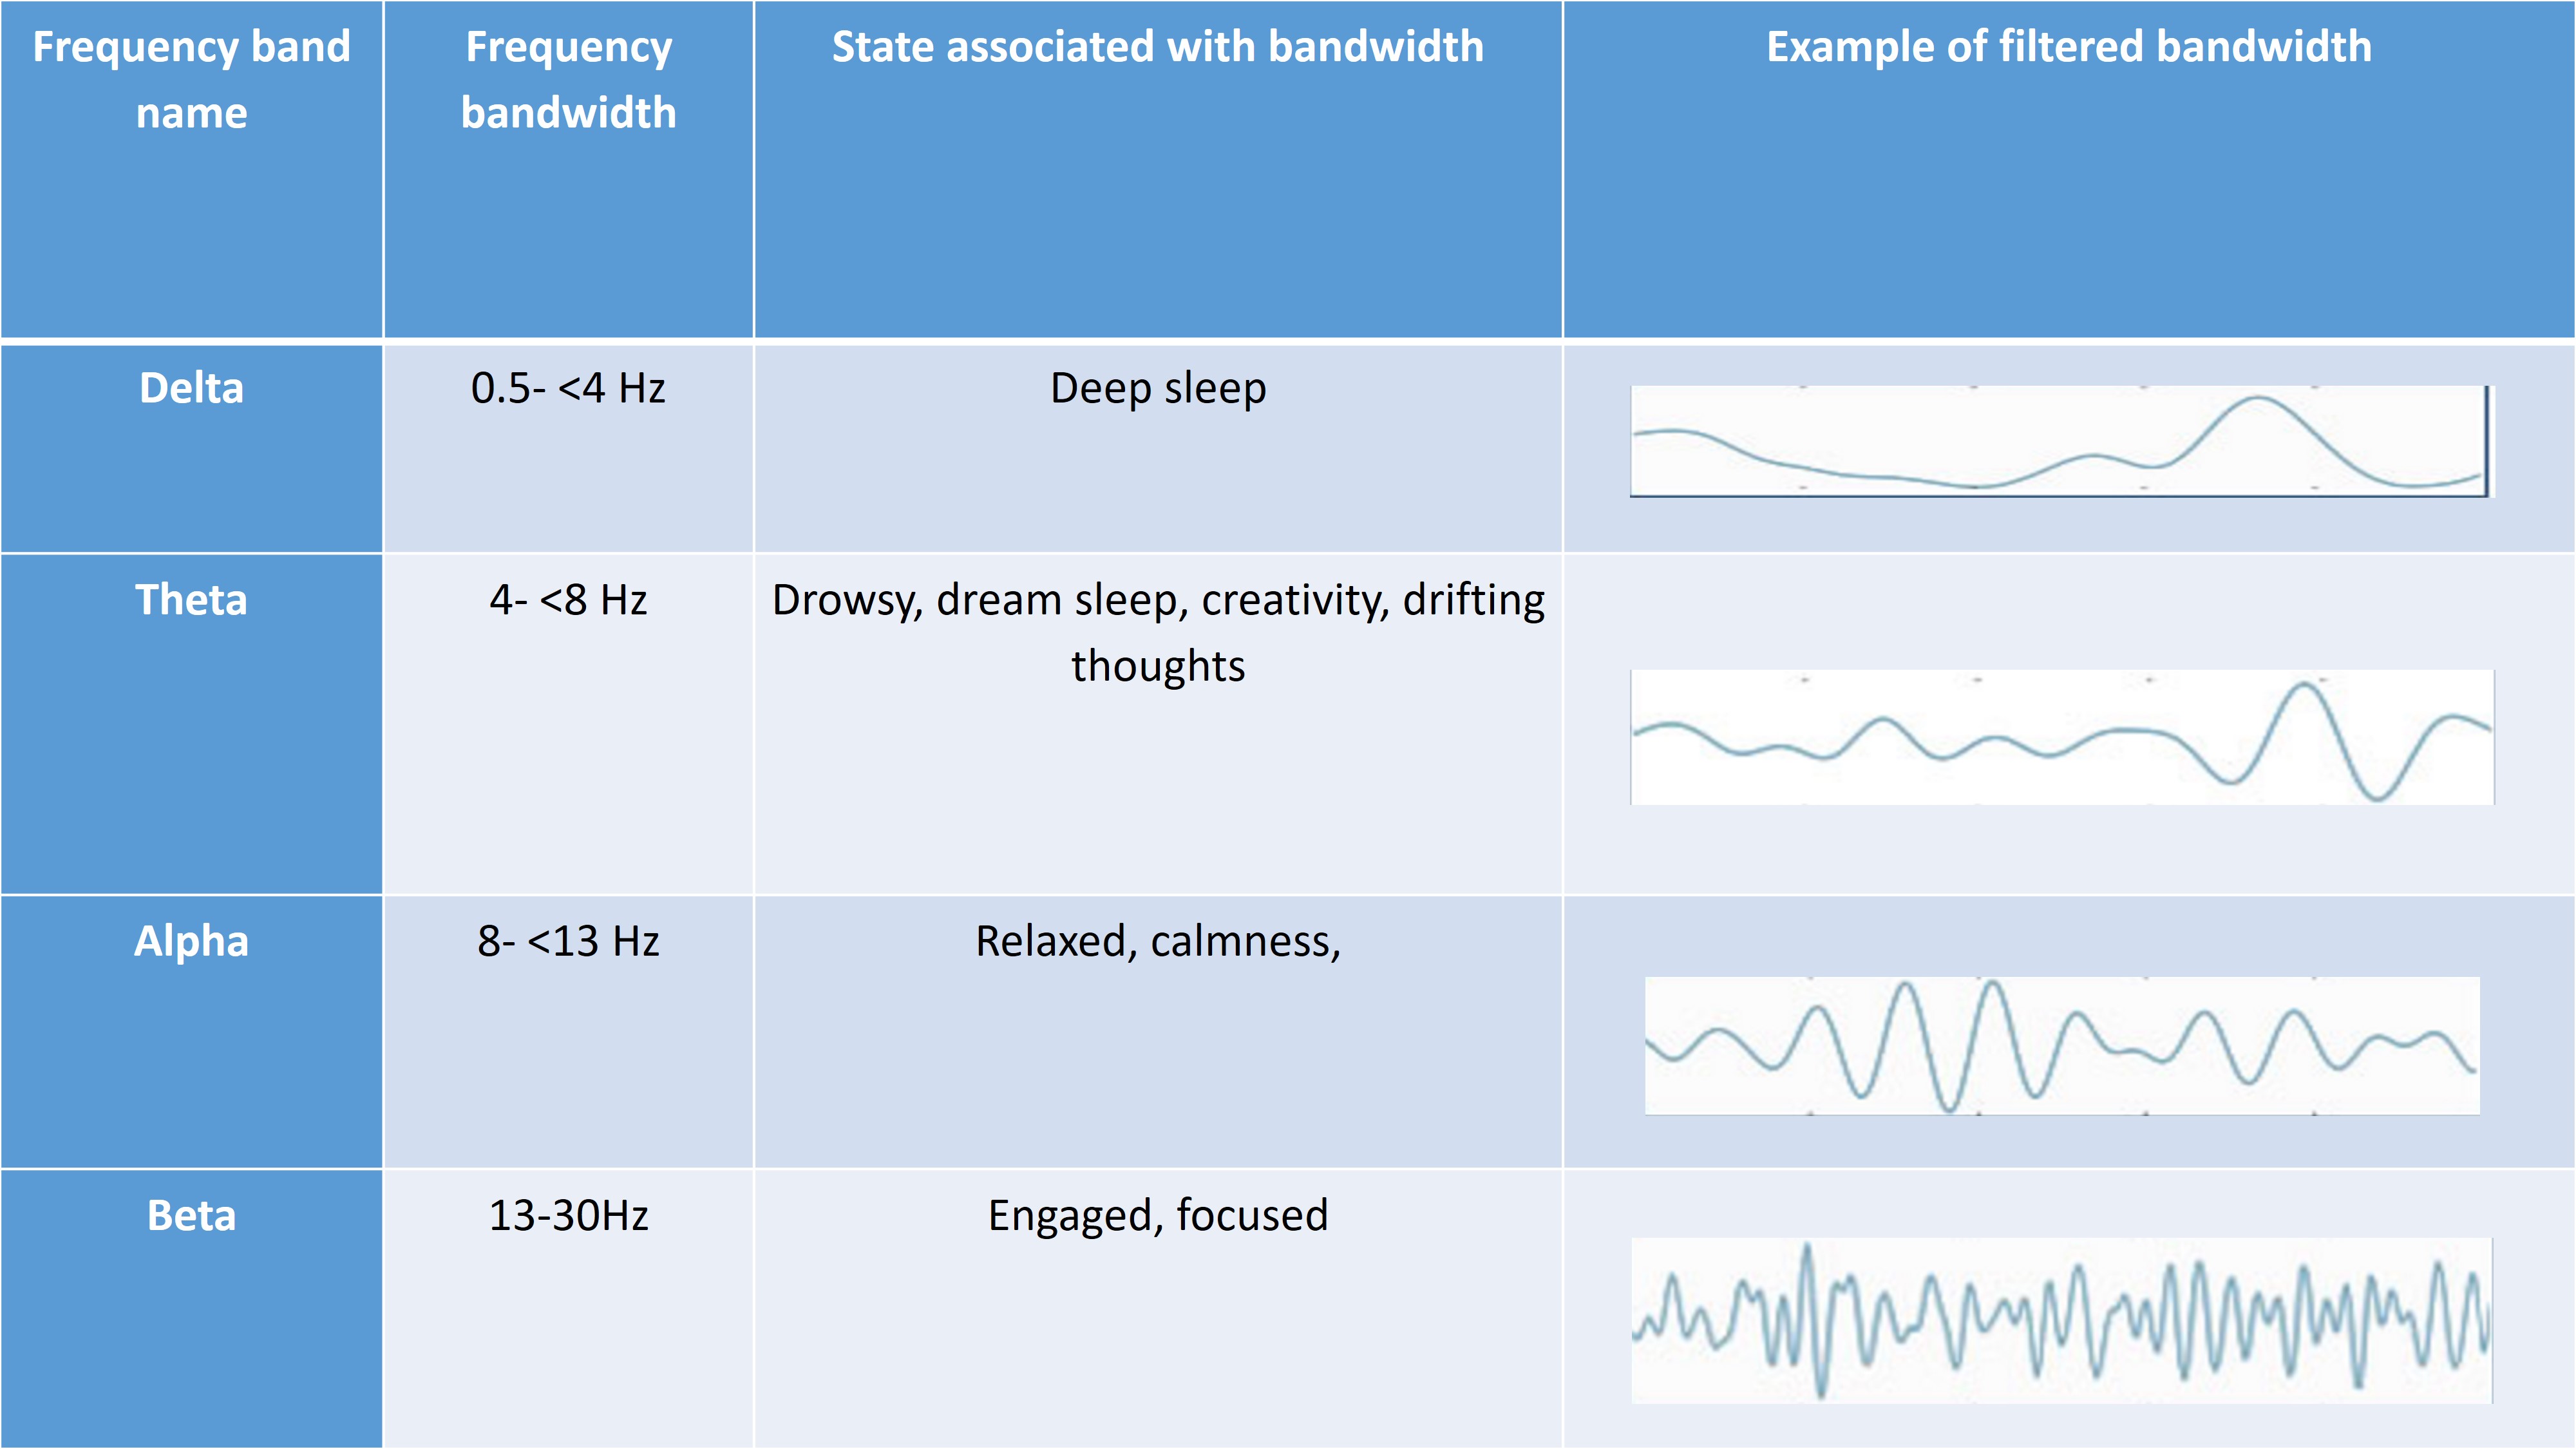 Frequency band
name
Frequency
bandwidth
State associated with bandwidth
Example of filtered bandwidth
Delta
0.5- <4 Hz
Deep sleep
Theta
4- <8 Hz
Drowsy, dream sleep, creativity, drifting
thoughts
Alpha
8- <13 Hz
Relaxed, calmness,
Beta
13-30Hz
Engaged, focused